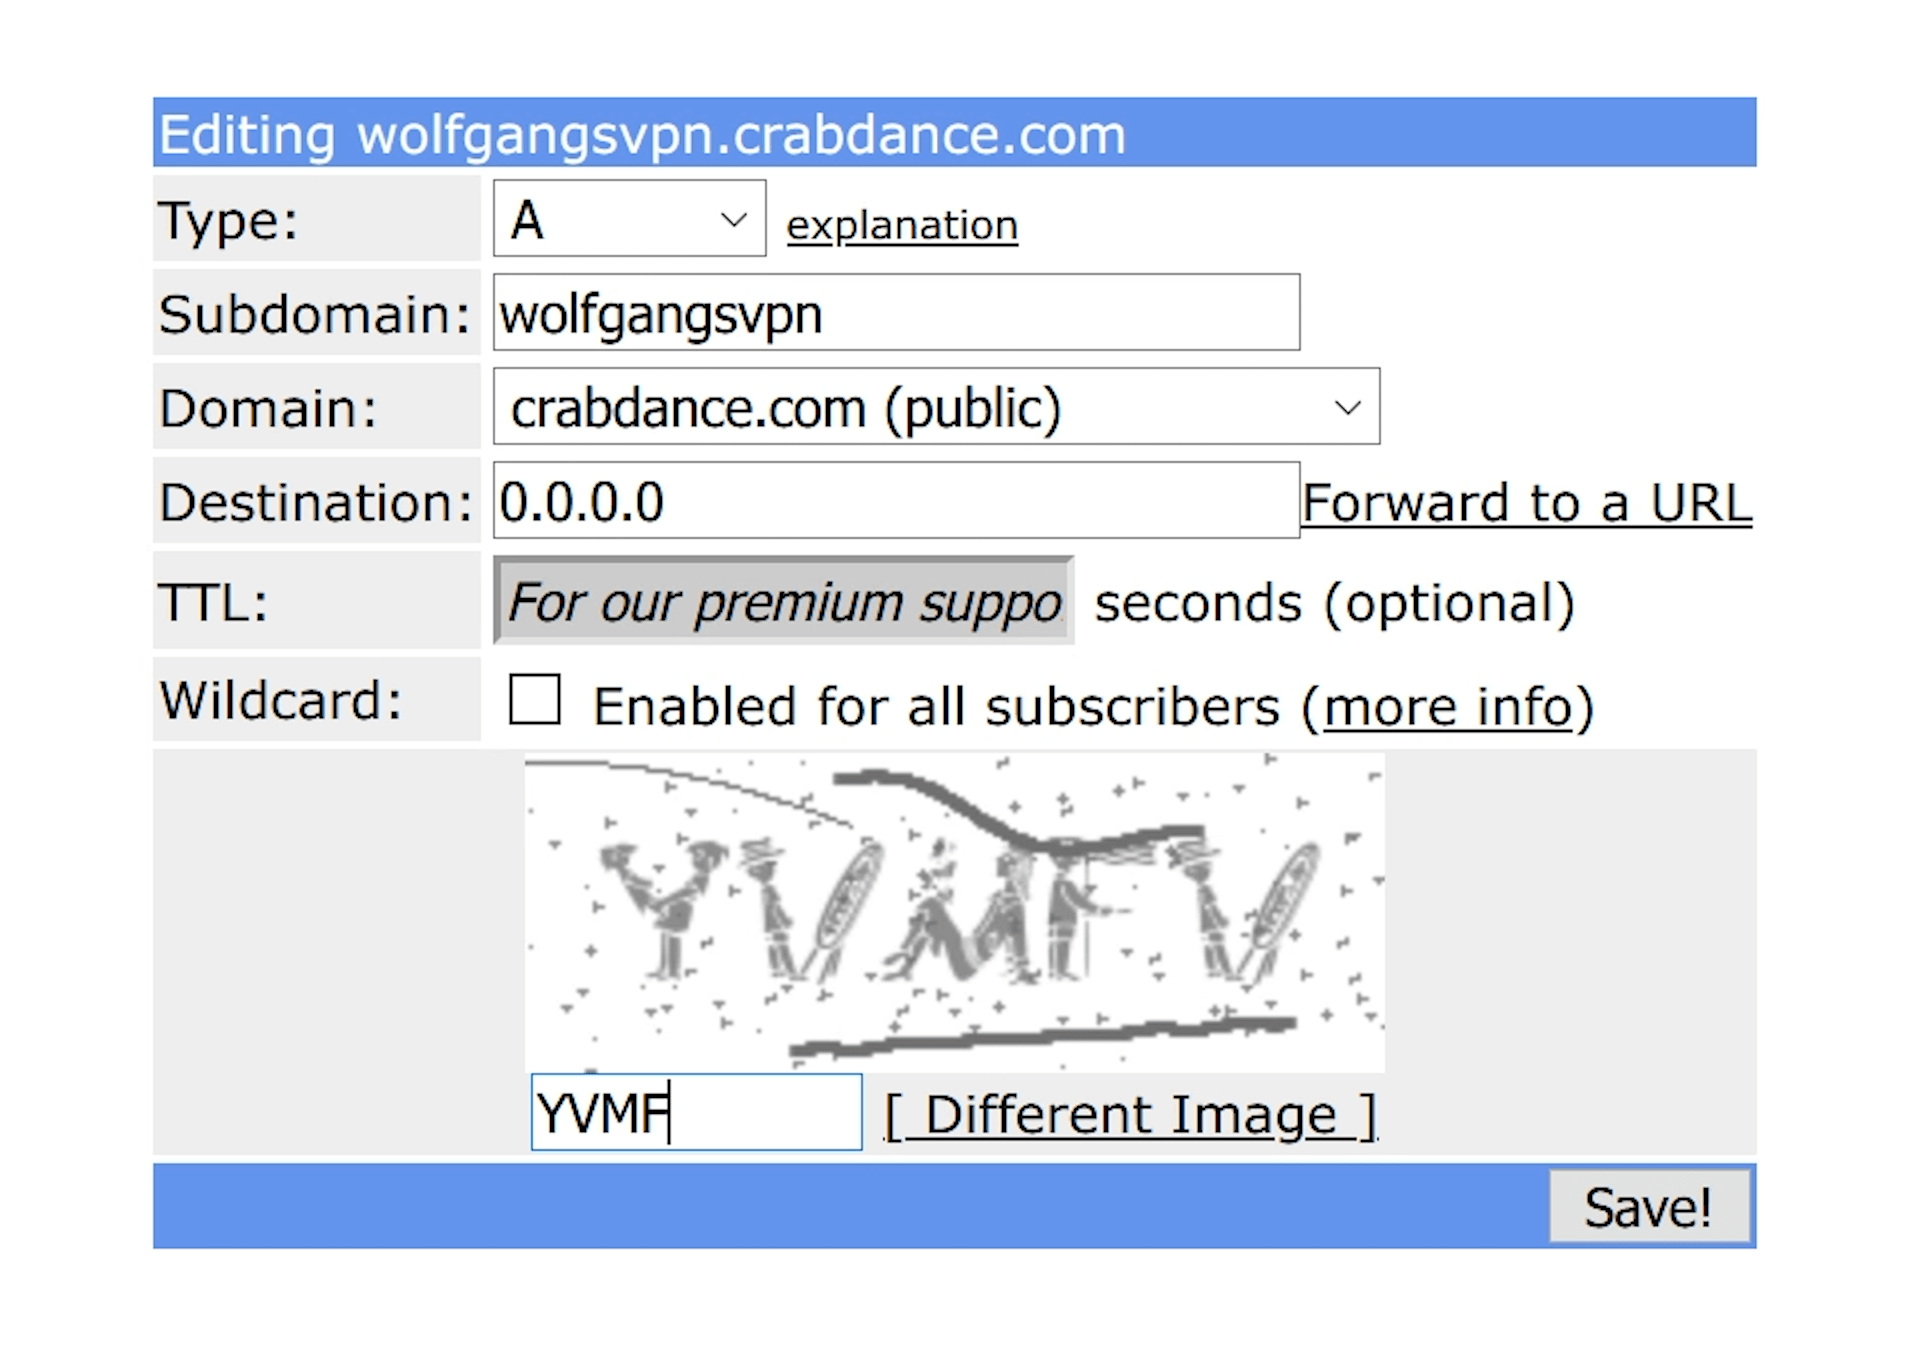 Editing wolfgangsvpn.crabdance.com
Type: A explanation
Subdomain: wolfgangsvpn
Domain: crabdance.com (public)
Destination: 0.0.0.0 Forward to a URL
TTL: For our premium suppo seconds (optional)
Wildcard: Enabled for all subscribers (more info)
YVMFV
YVMF [ Different Image ]
Save!